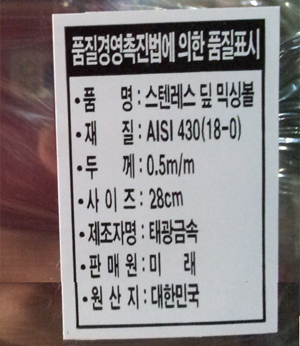 품질경영촉진법에 의한 품질표시
•품 명 : 스텐레스 딮 믹싱볼
•재 질 : AISI 430(18-0)
•두 께 : 0.5m/m
•사 이 즈 : 28cm
•제조자명 : 태광금속
•판 매 원 : 미 래
•원 산 지 : 대한민국